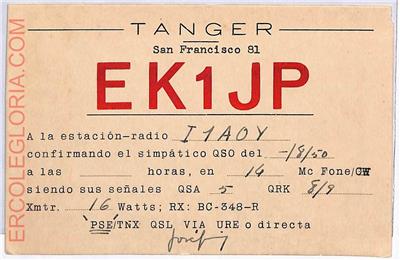 TANGER
San Francisco 81
EK1JP
A la estación-radio I1AOY
confirmando el simpático QSO del -/8/50
a las ____ horas, en 14 Mc Fone/CW
siendo sus señales QSA 5 QRK 8/9
Xmtr. 16 Watts; RX: BC-348-R
PSE/TNX QSL VIA URE o directa
ERCOLEGLORIA.COM